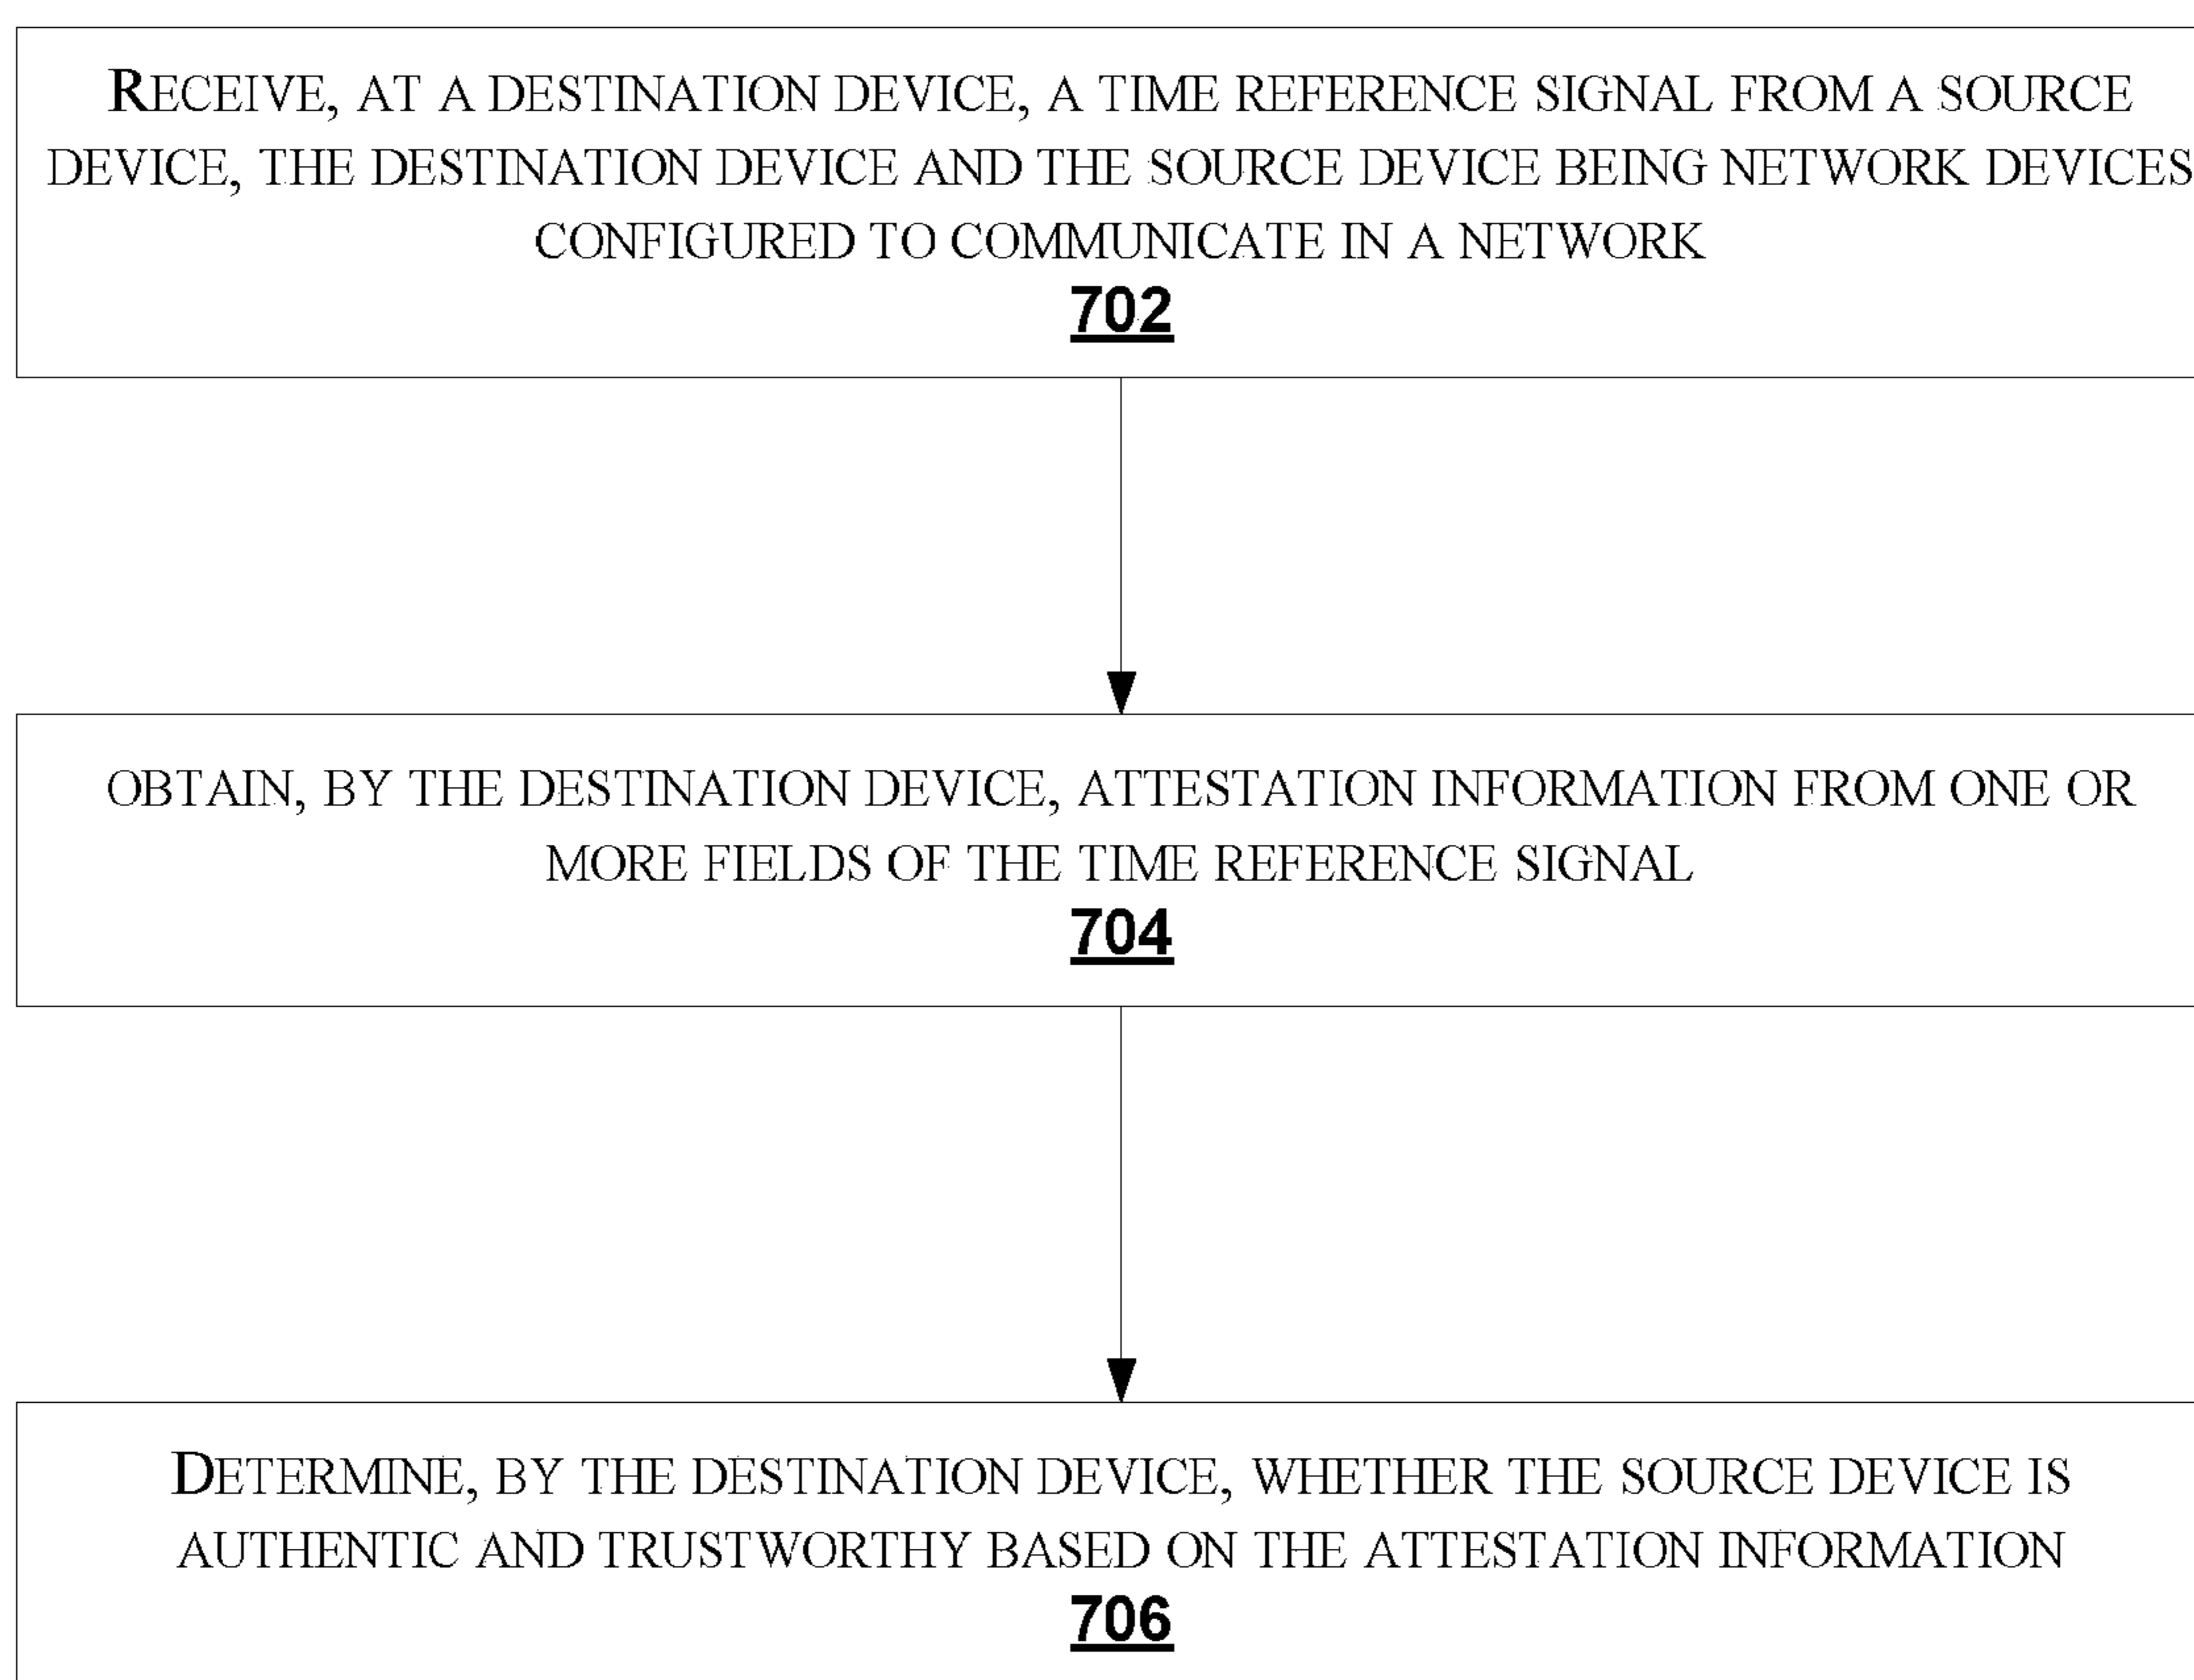 RECEIVE, AT A DESTINATION DEVICE, A TIME REFERENCE SIGNAL FROM A SOURCE
DEVICE, THE DESTINATION DEVICE AND THE SOURCE DEVICE BEING NETWORK DEVICES
CONFIGURED TO COMMUNICATE IN A NETWORK
702
OBTAIN, BY THE DESTINATION DEVICE, ATTESTATION INFORMATION FROM ONE OR
MORE FIELDS OF THE TIME REFERENCE SIGNAL
704
DETERMINE, BY THE DESTINATION DEVICE, WHETHER THE SOURCE DEVICE IS
AUTHENTIC AND TRUSTWORTHY BASED ON THE ATTESTATION INFORMATION
706